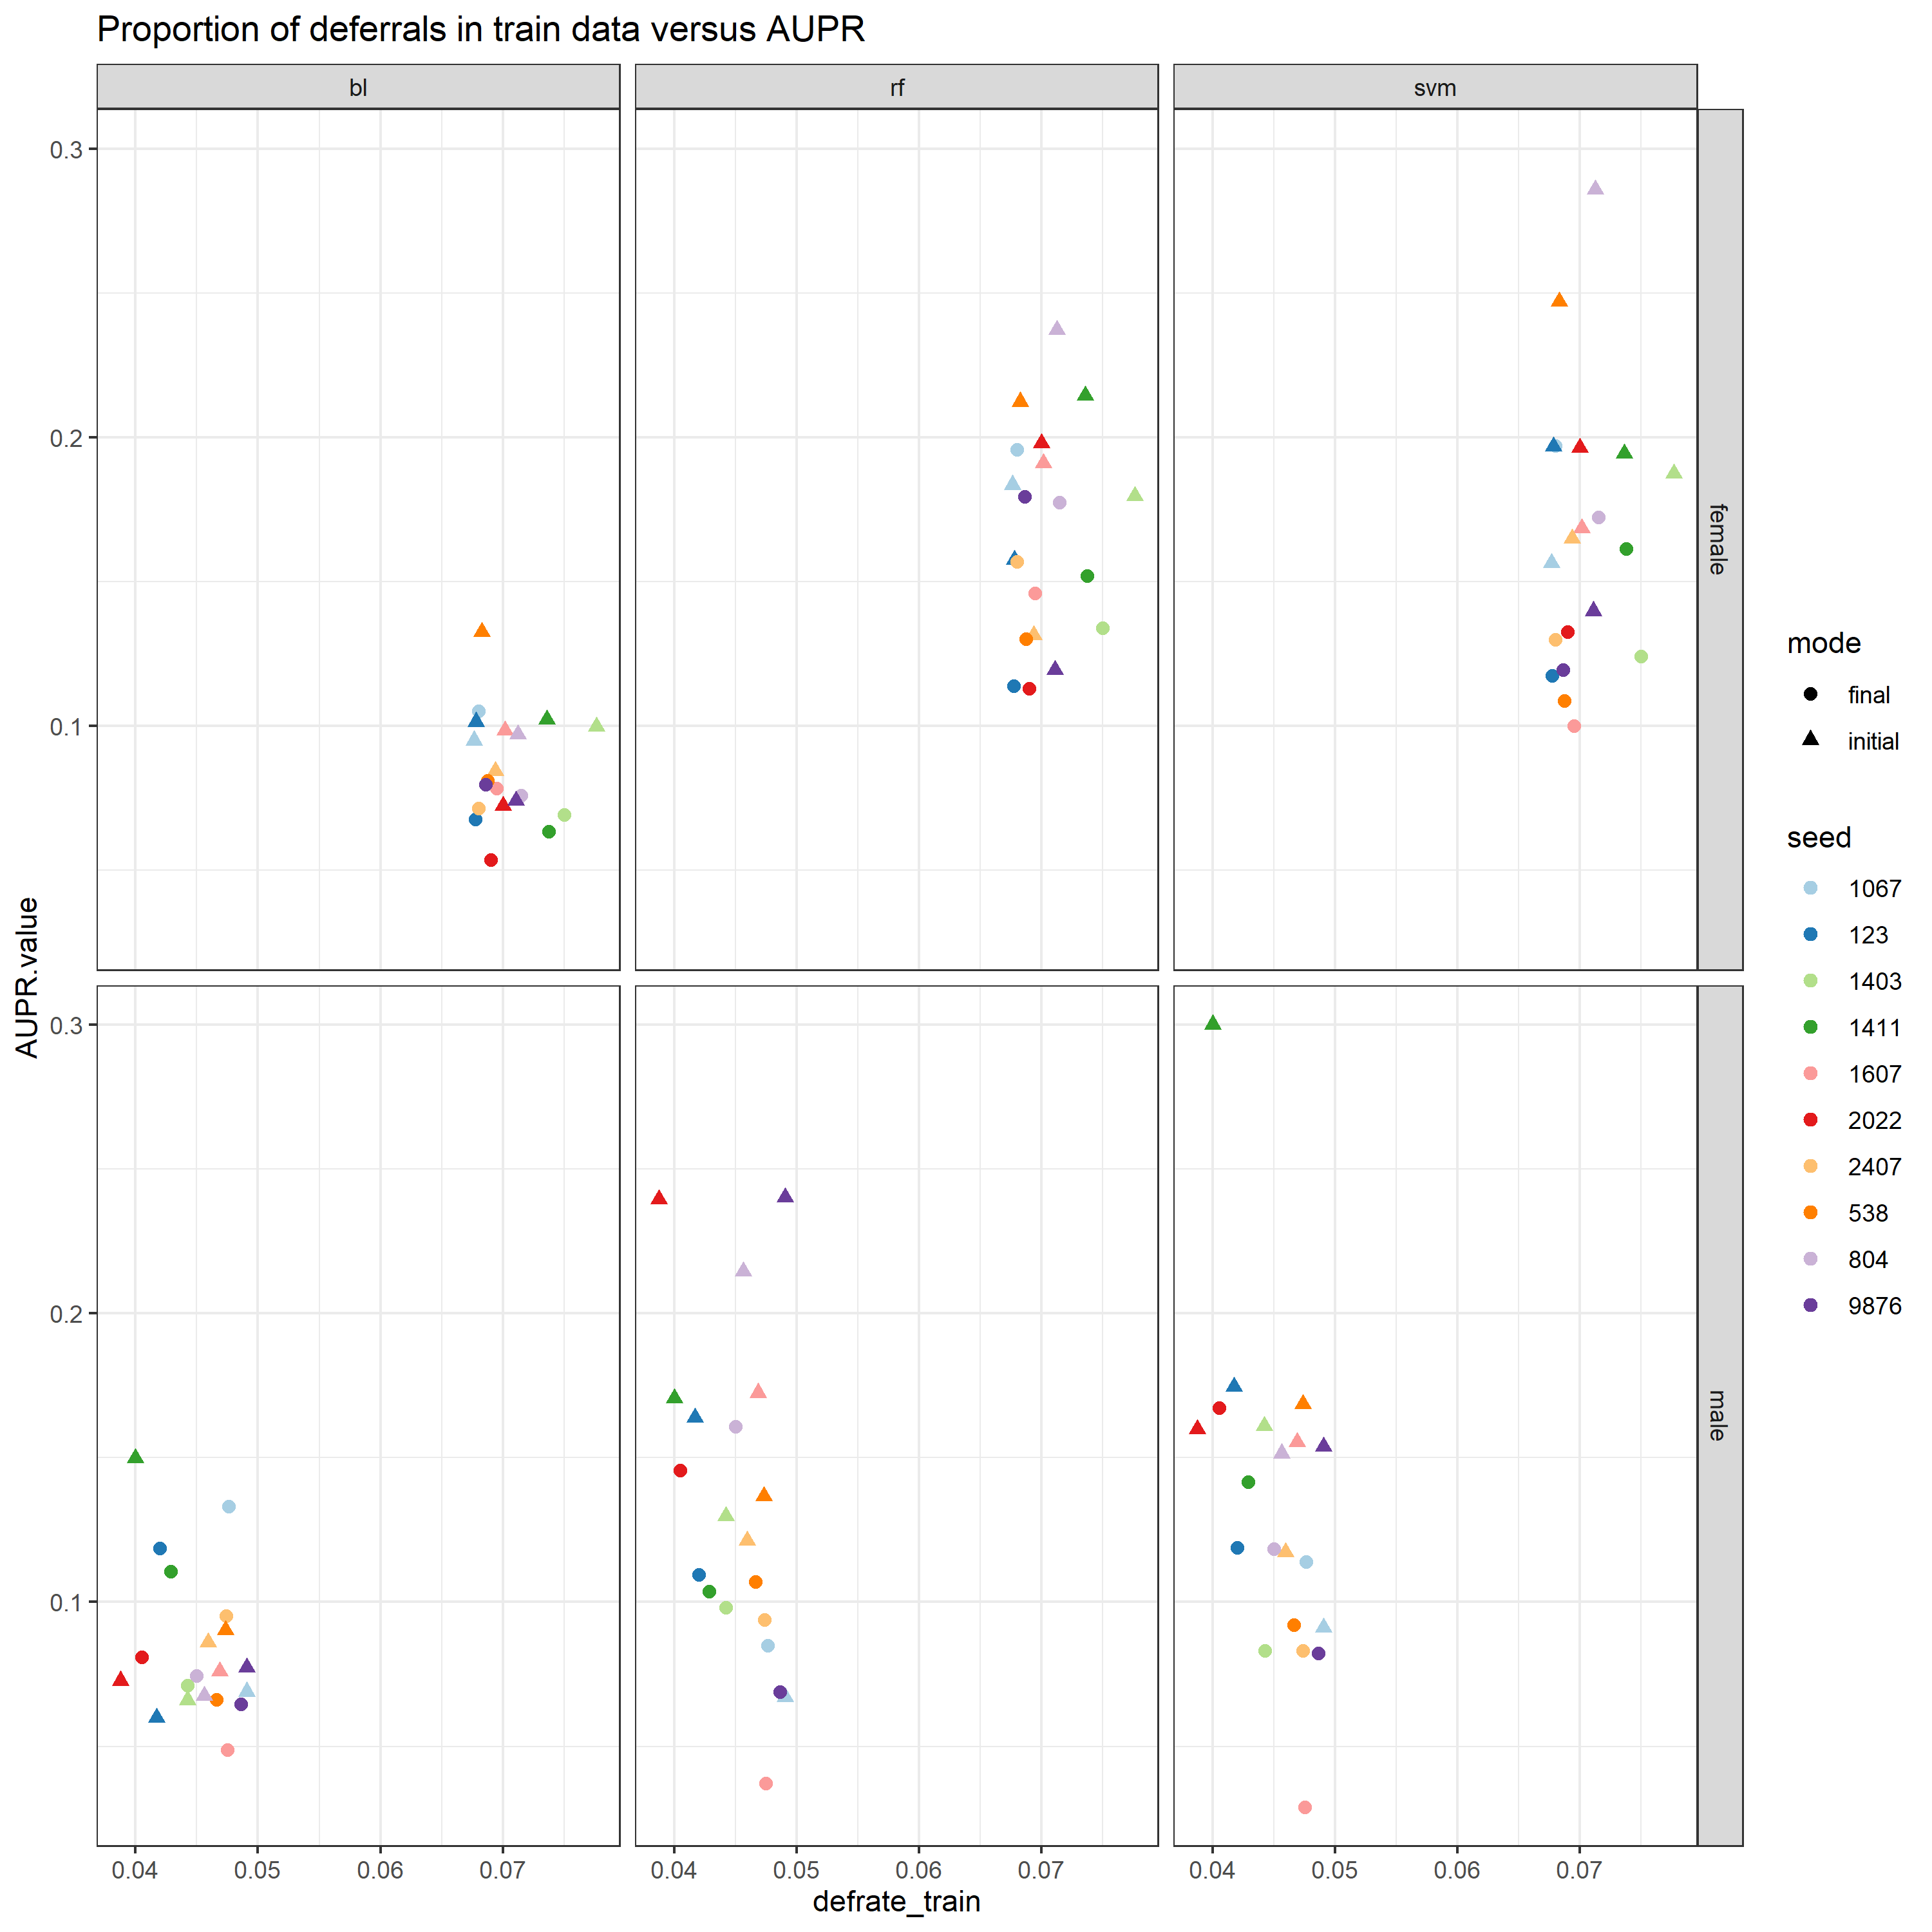 Proportion of deferrals in train data versus AUPR
bl
rf
svm
0.3
0.2
0.1
female
0.3
0.2
0.1
male
AUPR.value
0.04
0.05
0.06
0.07
0.04
0.05
0.06
0.07
0.04
0.05
0.06
0.07
defrate_train
mode
final
initial
seed
1067
123
1403
1411
1607
2022
2407
538
804
9876